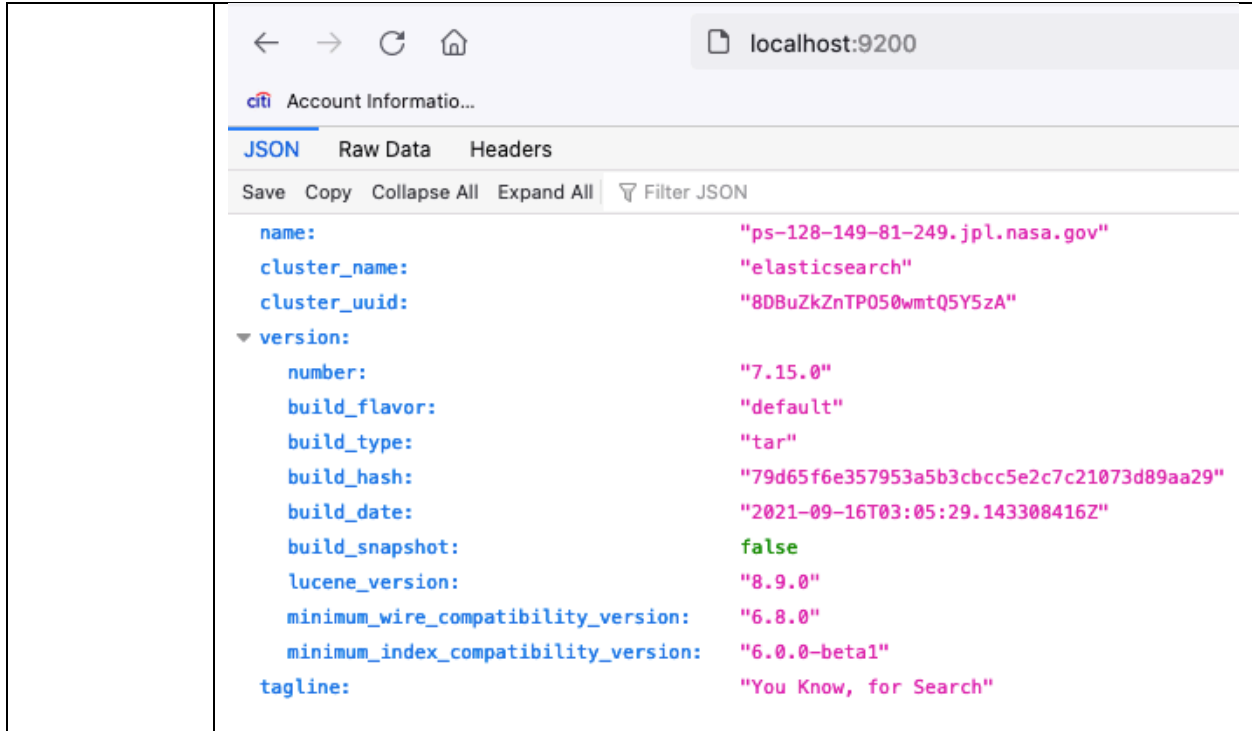 localhost:9200
citi Account Informatio...
JSON Raw Data Headers
Save Copy Collapse All Expand All Filter JSON
name: "ps-128-149-81-249.jpl.nasa.gov"
cluster_name: "elasticsearch"
cluster_uuid: "8DBuZkZnTPO50wmtQ5Y5zA"
version:
number: "7.15.0"
build_flavor: "default"
build_type: "tar"
build_hash: "79d65f6e357953a5b3cbcc5e2c7c21073d89aa29"
build_date: "2021-09-16T03:05:29.143308416Z"
build_snapshot: false
lucene_version: "8.9.0"
minimum_wire_compatibility_version: "6.8.0"
minimum_index_compatibility_version: "6.0.0-beta1"
tagline: "You Know, for Search"